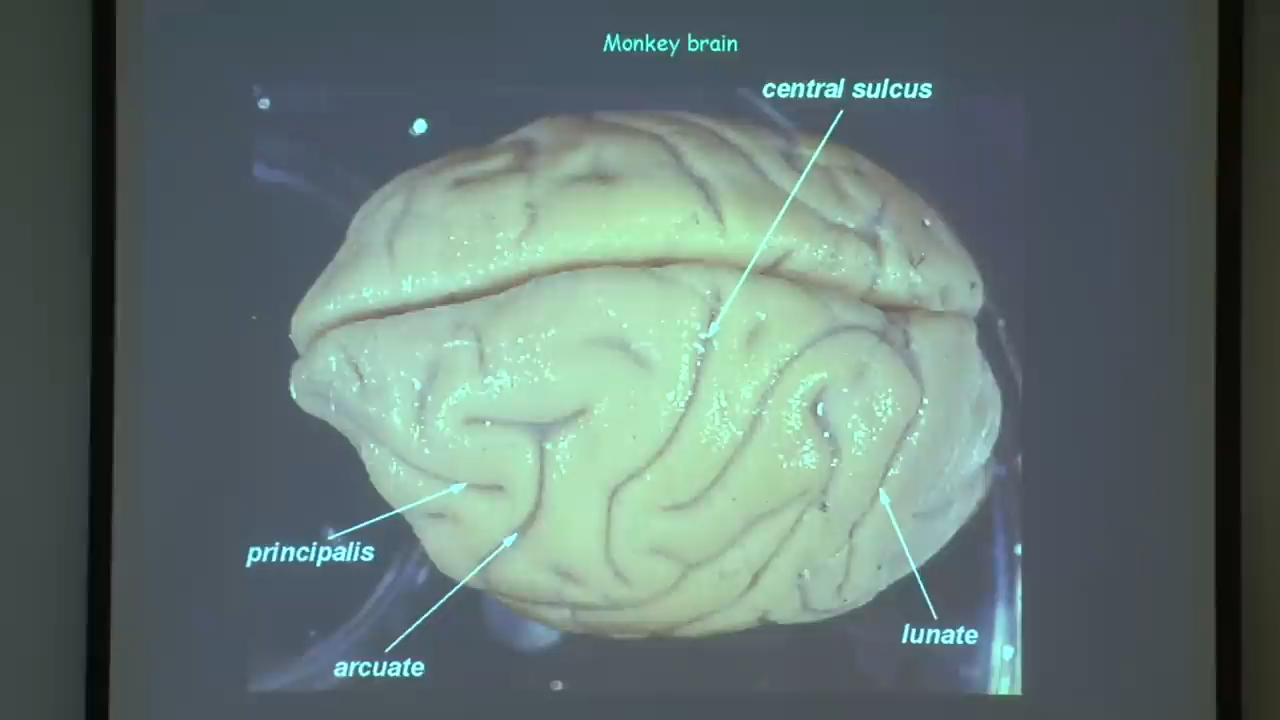 Monkey brain
central sulcus
principalis
arcuate
lunate